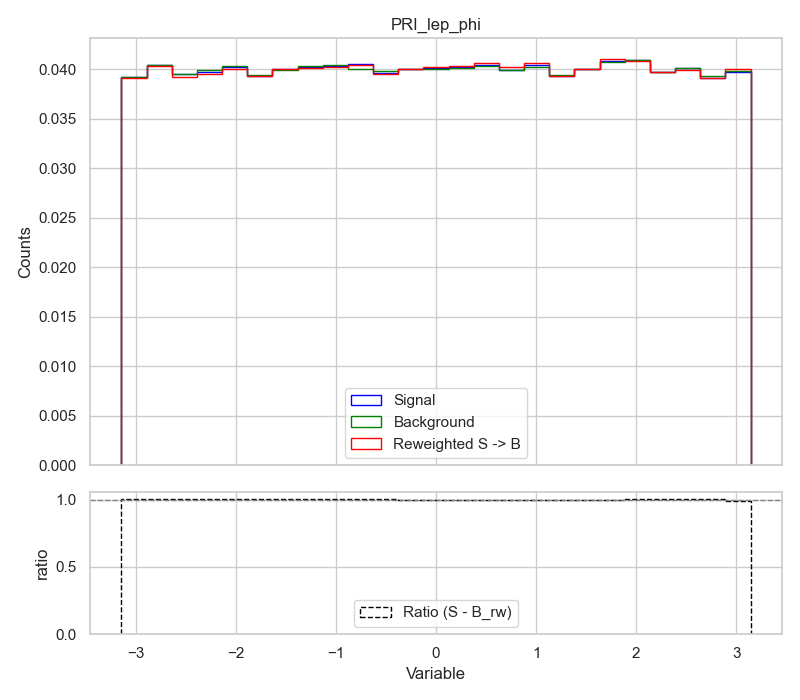 PRI_lep_phi
0.040
0.035
0.030
0.025
0.020
0.015
0.010
0.005
0.000
Counts
Signal
Background
Reweighted S -> B
1.0
0.5
0.0
ratio
Ratio (S - B_rw)
−3 −2 −1 0 1 2 3
Variable